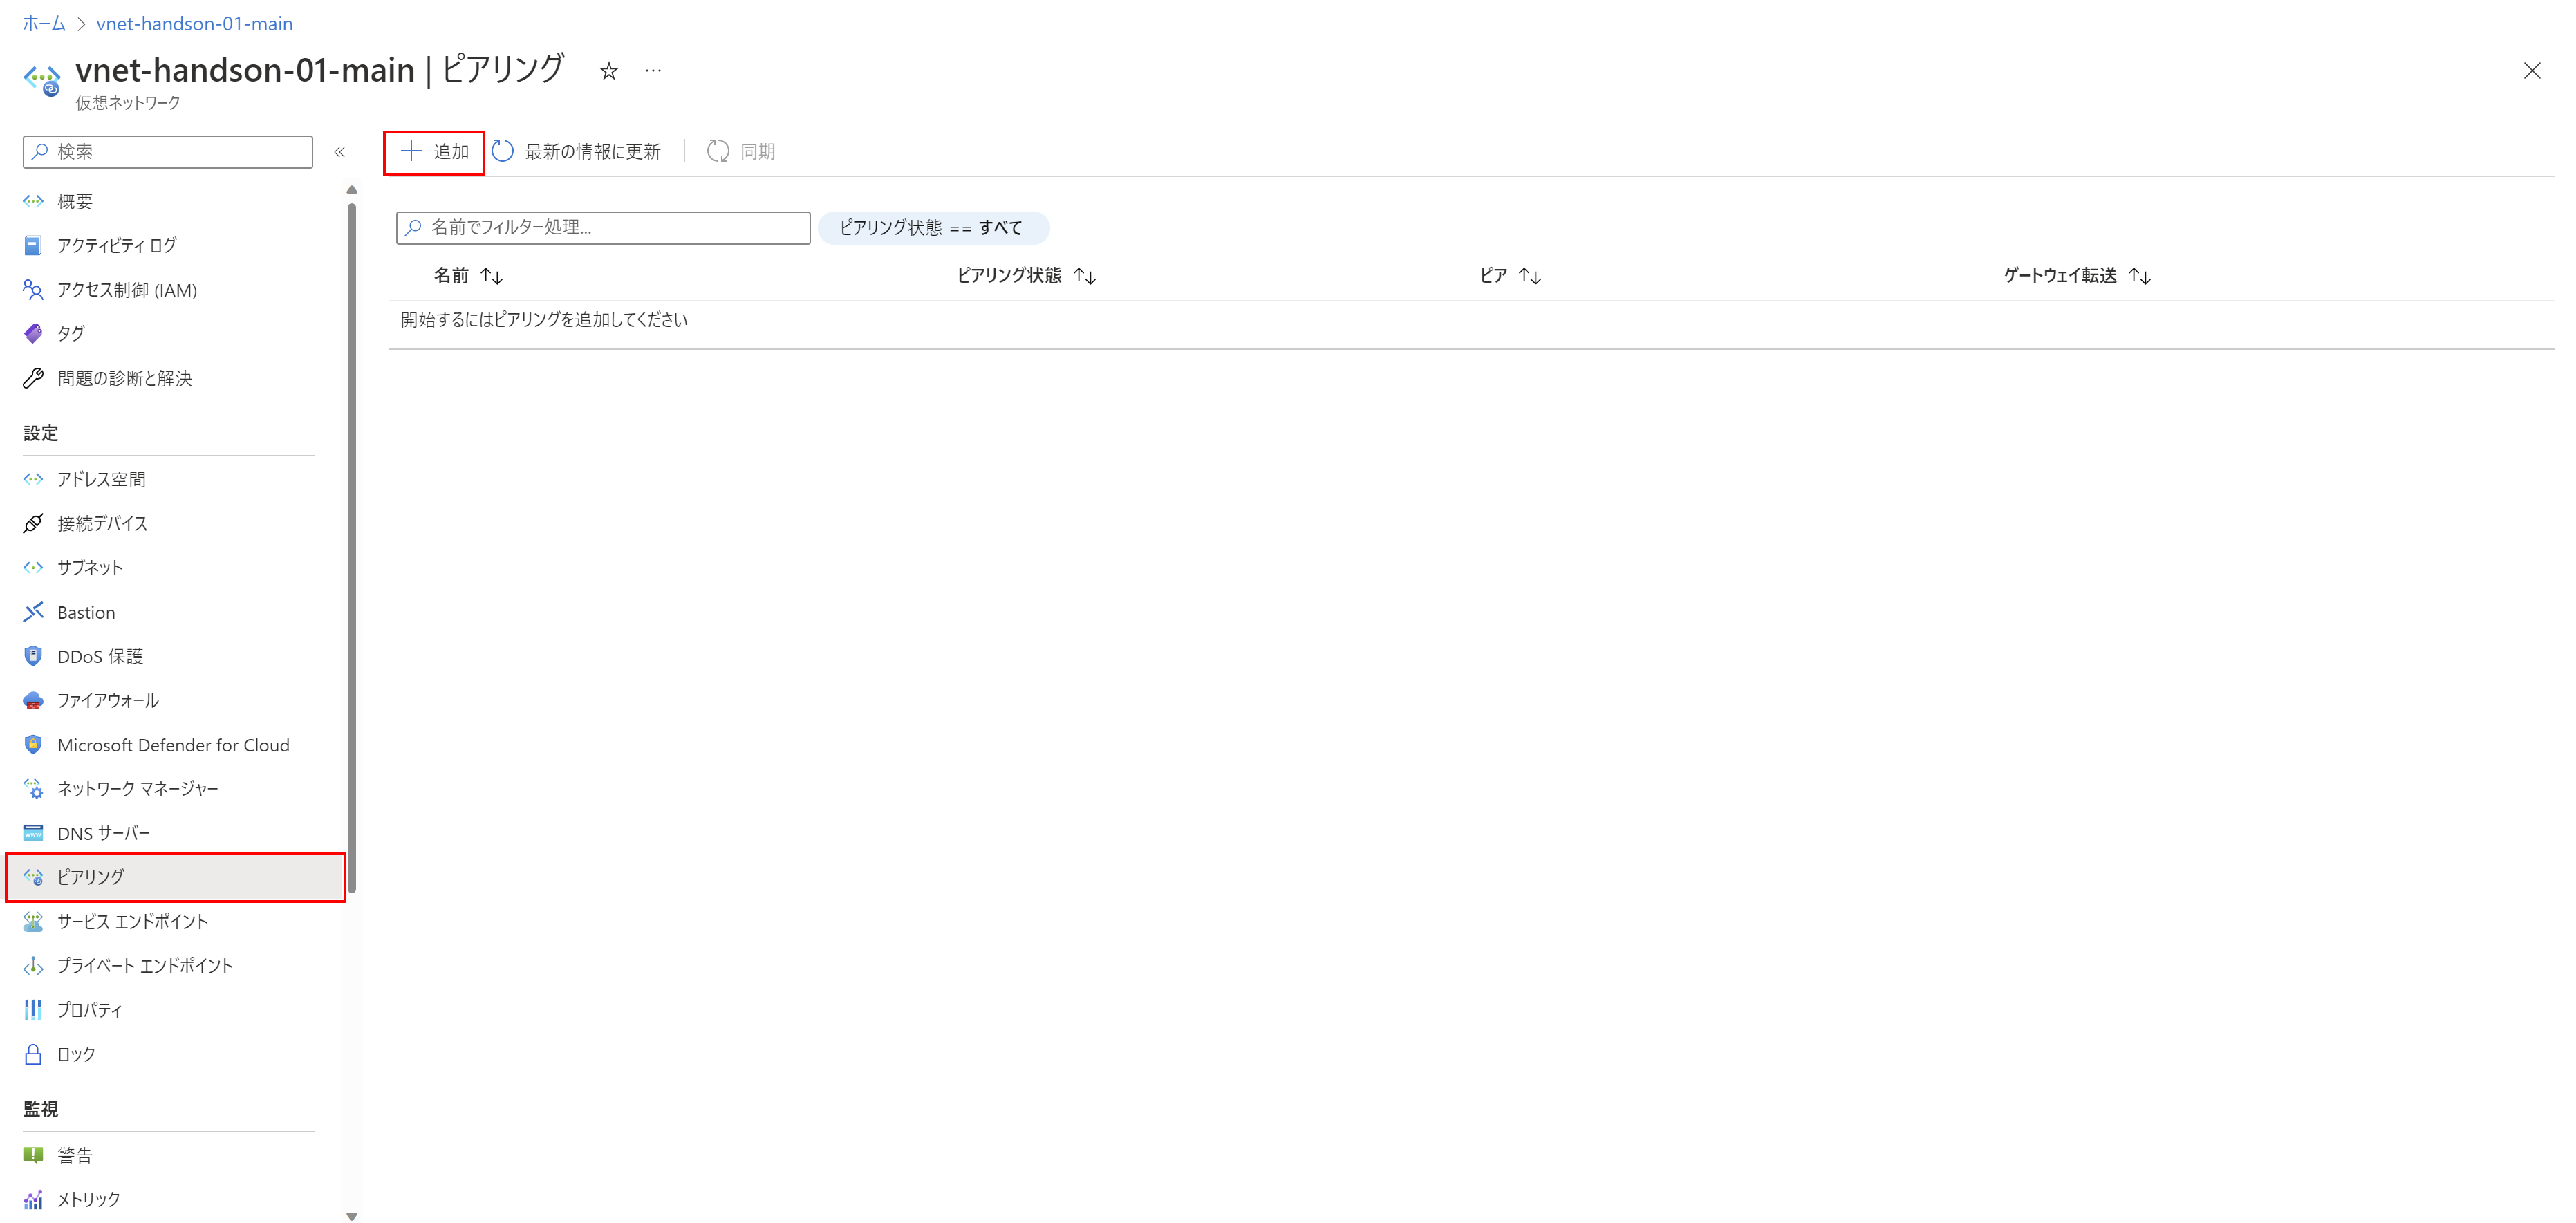 ホーム > vnet-handson-01-main
vnet-handson-01-main | ピアリング ☆ …
仮想ネットワーク
検索
«
概要
アクティビティ ログ
アクセス制御 (IAM)
タグ
問題の診断と解決
設定
アドレス空間
接続デバイス
サブネット
Bastion
DDoS 保護
ファイアウォール
Microsoft Defender for Cloud
ネットワーク マネージャー
DNS サーバー
ピアリング
サービス エンドポイント
プライベート エンドポイント
プロパティ
ロック
監視
警告
メトリック
追加 最新の情報に更新 同期
名前でフィルター処理... ピアリング状態 == すべて
名前 ↑↓ ピアリング状態 ↑↓ ピア ↑↓ ゲートウェイ転送 ↑↓
開始するにはピアリングを追加してください